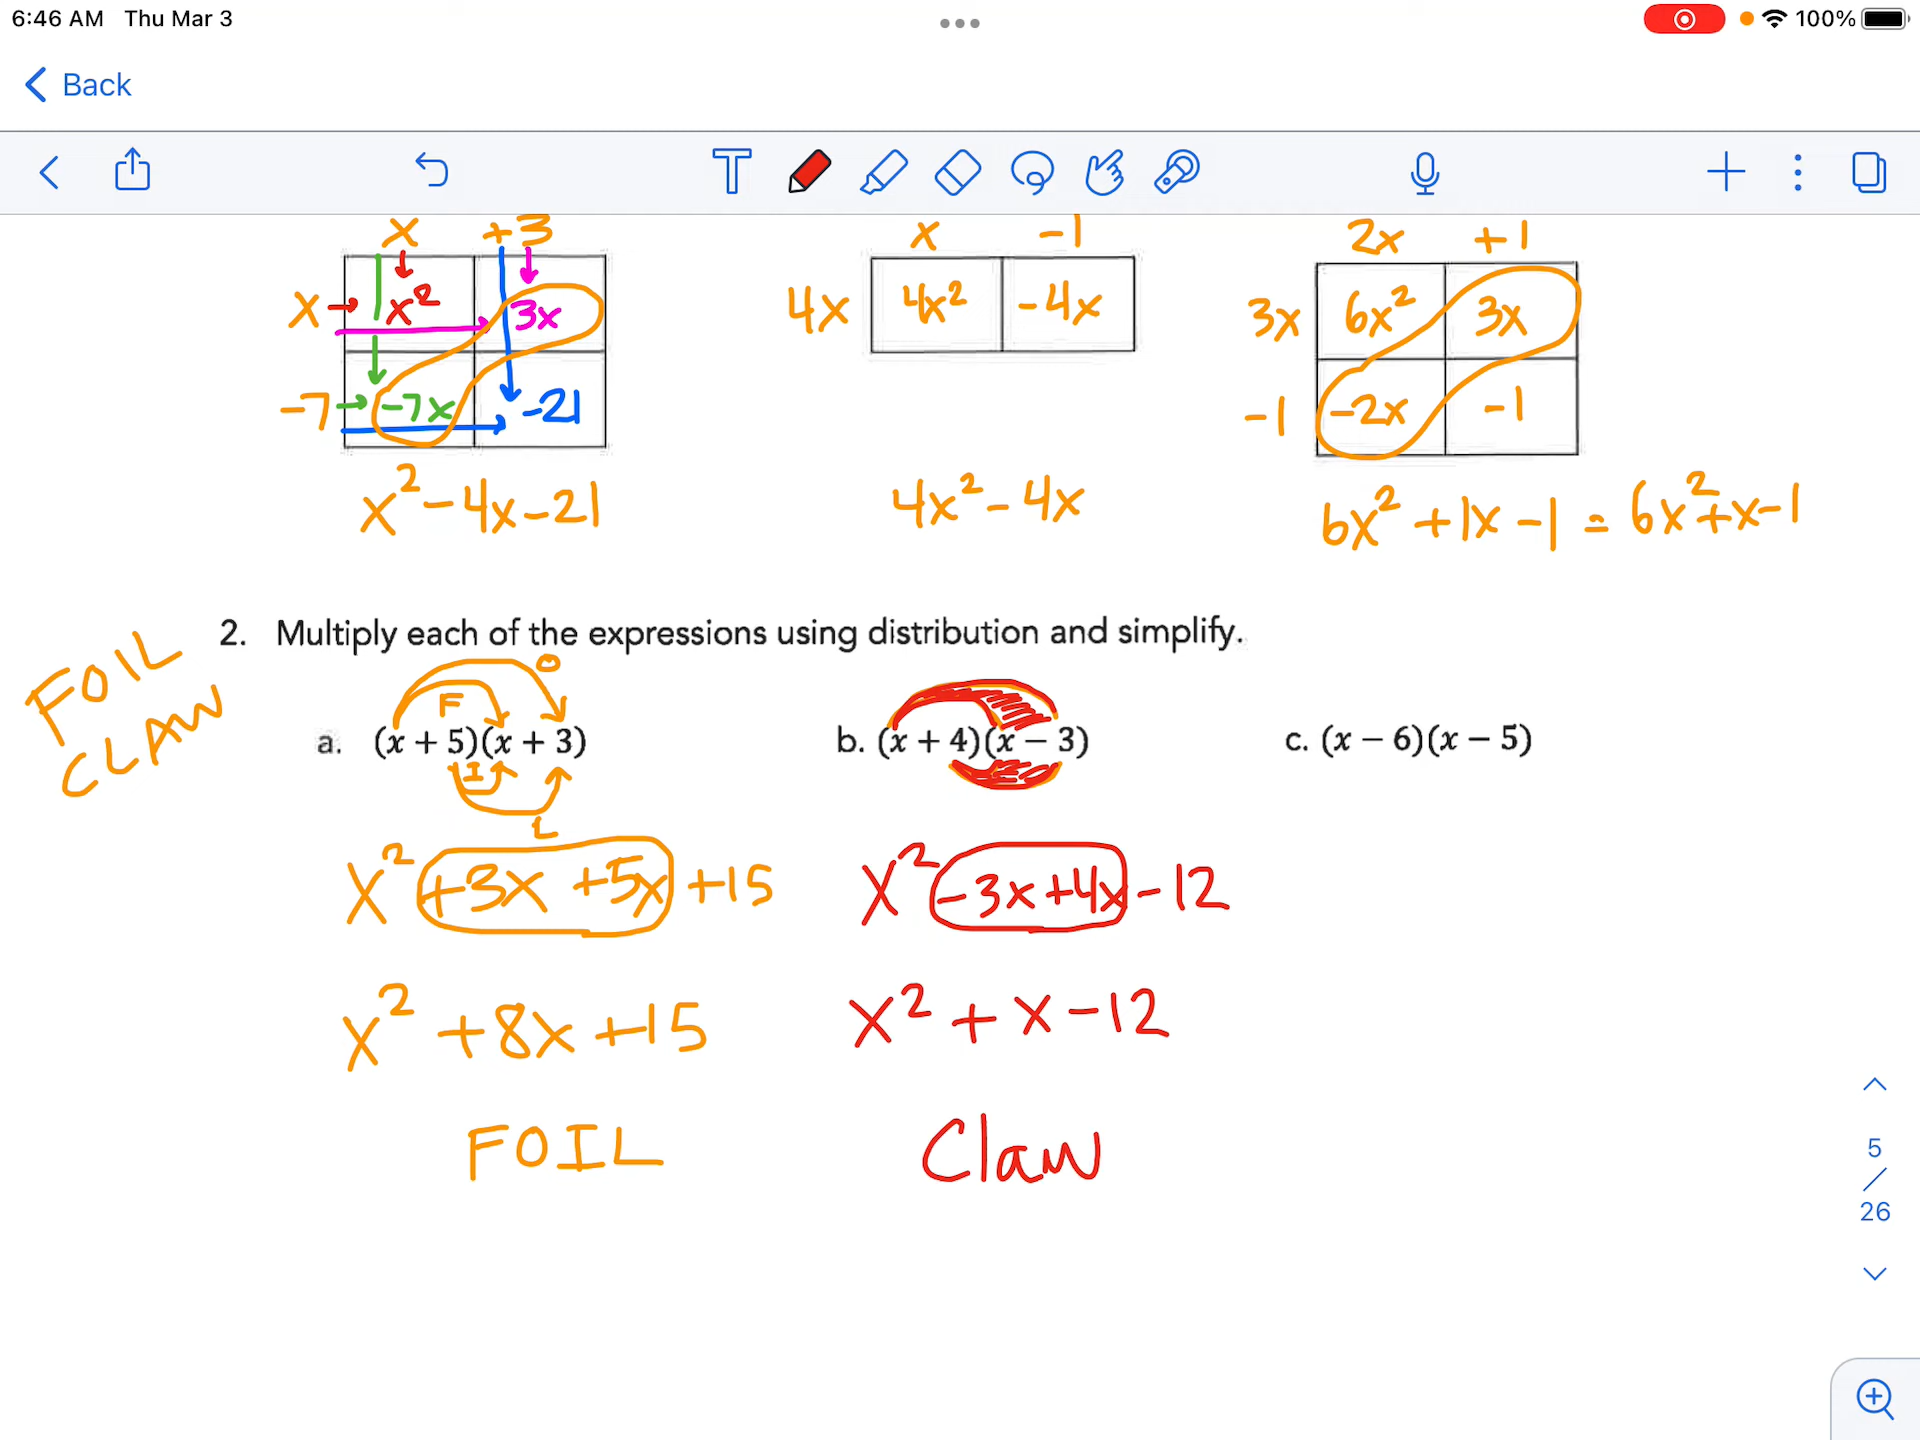 6:46 AM Thu Mar 3
100%
Back
x +3
x x² 3x
-7 -7x -21
x² - 4x - 21
x -1
4x 4x² -4x
4x² - 4x
2x +1
3x 6x² 3x
-1 -2x -1
6x² + 1x - 1 = 6x² + x - 1
FOIL
CLAW
2. Multiply each of the expressions using distribution and simplify.
F O
a. (x + 5)(x + 3)
I
L
x² +3x +5x +15
x² +8x +15
FOIL
b. (x + 4)(x − 3)
x² -3x +4x -12
x² + x - 12
Claw
c. (x − 6)(x − 5)
5
/
26